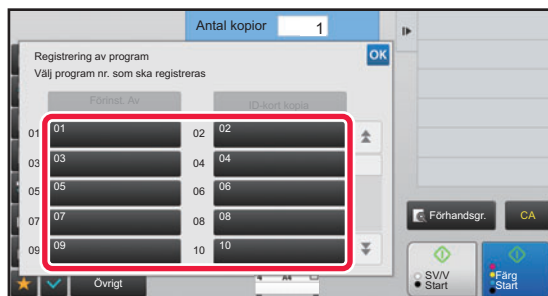 Antal kopior 1
Registrering av program
OK
Välj program nr. som ska registreras
Förinst. Av ID-kort kopia
01 01 02 02
03 03 04 04
05 05 06 06
07 07 08 08
09 09 10 10
Förhandsgr. CA
Övrigt
A4
SV/V
Start
Färg
Start